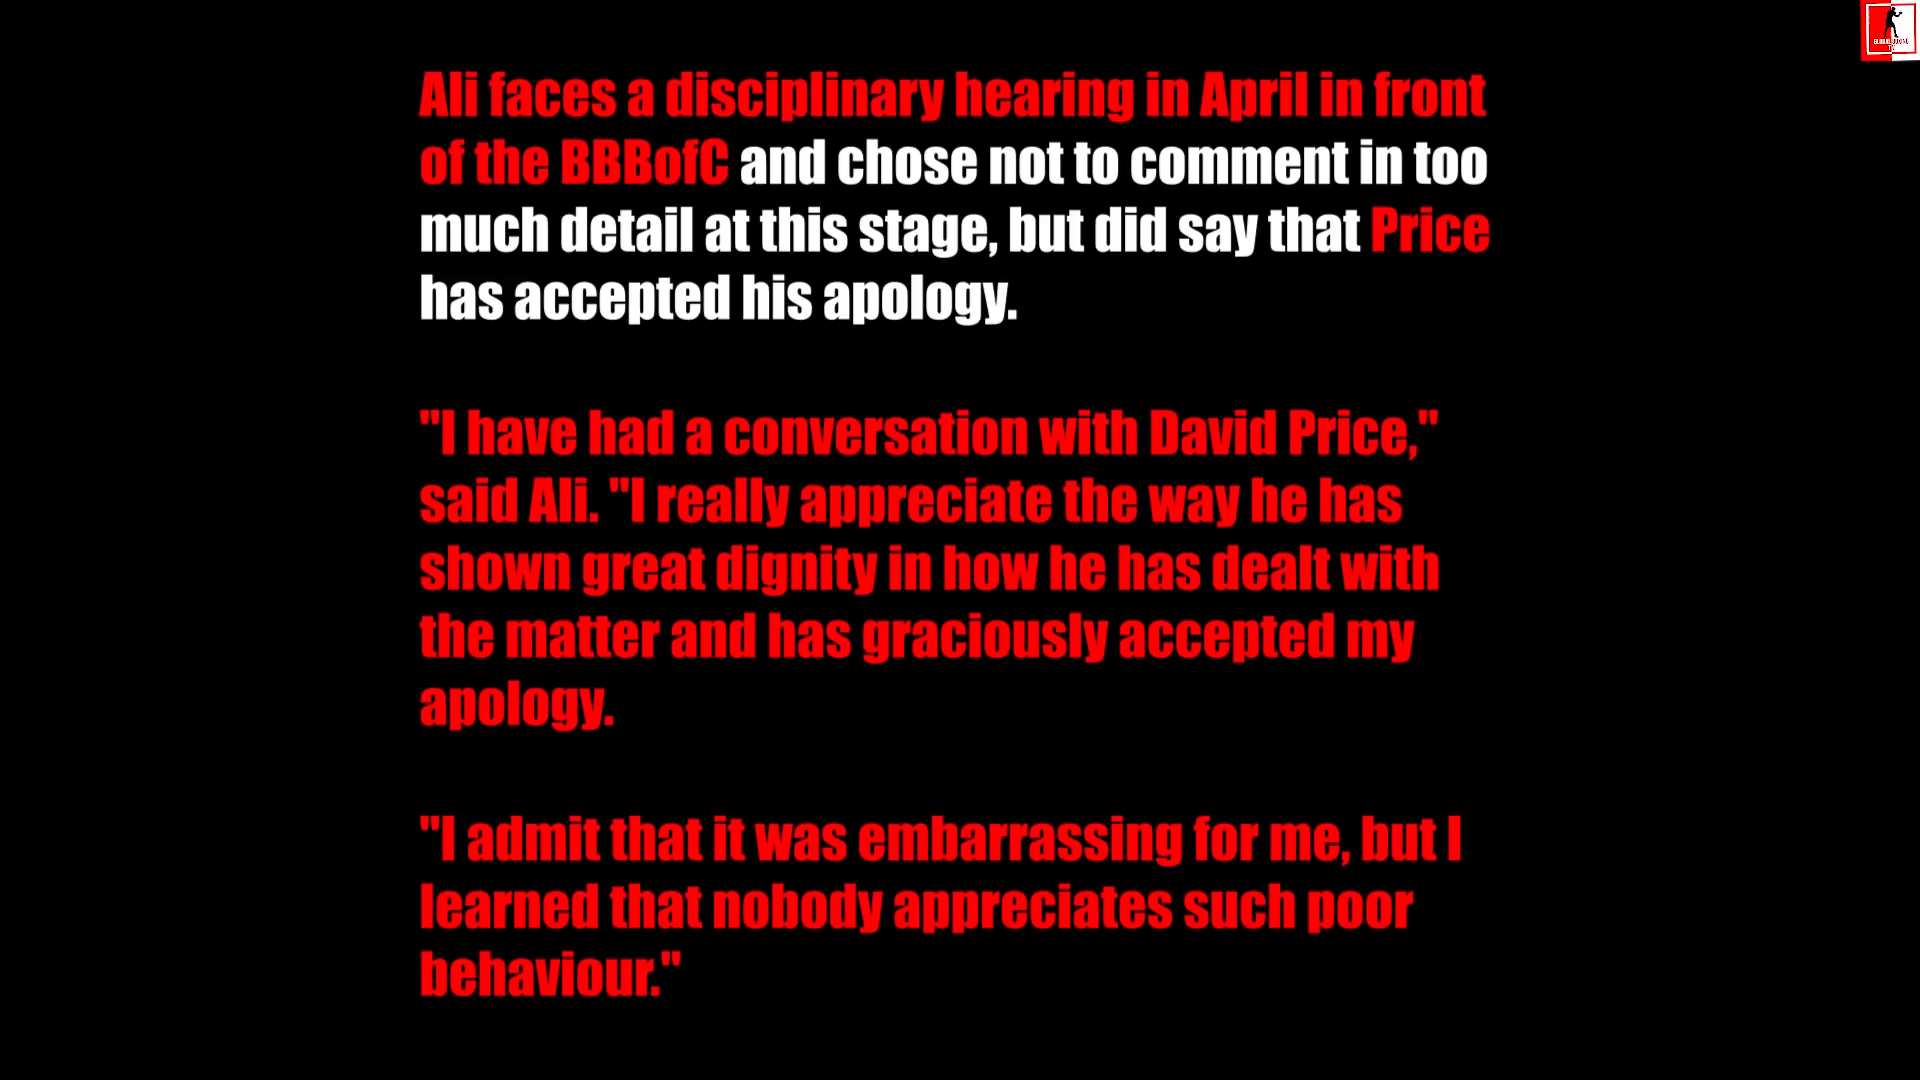 Ali faces a disciplinary hearing in April in front
of the BBBofC and chose not to comment in too
much detail at this stage, but did say that Price
has accepted his apology.
"I have had a conversation with David Price,"
said Ali. "I really appreciate the way he has
shown great dignity in how he has dealt with
the matter and has graciously accepted my
apology.
"I admit that it was embarrassing for me, but I
learned that nobody appreciates such poor
behaviour."